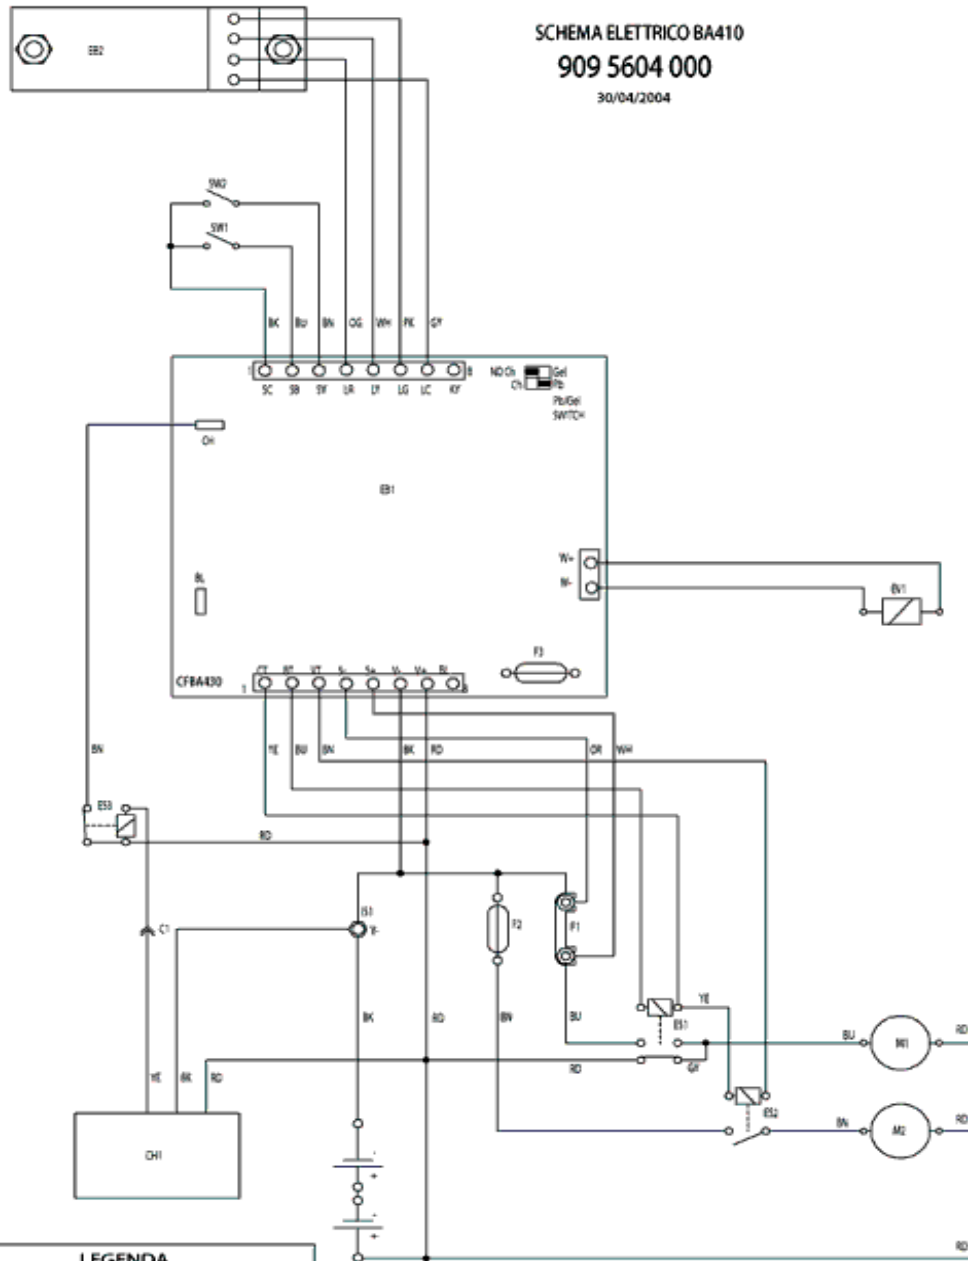 SCHEMA ELETTRICO BA410
909 5604 000
30/04/2004
EB2
SW2
SW1
BK BU BN OG WH PK GY
1 8
SC SB SW LR LY LG LC KY
NO Ch Gel
Ch Pb
Pb/Gel
SWITCH
CH
EB1
BL
W+
W-
EV1
F3
CT BT VT S- S+ V- V+ BL
CFBA430
1 8
BN
YE BU BN BK RD OR WH
ES3
RD
C1
V-
F2
F1
BK RD BN BU
YE
ES1
BU
M1
RD
YE BK RD
RD
GY
ES2
BN
M2
RD
CH1
-
+
-
+
RD
LEGENDA